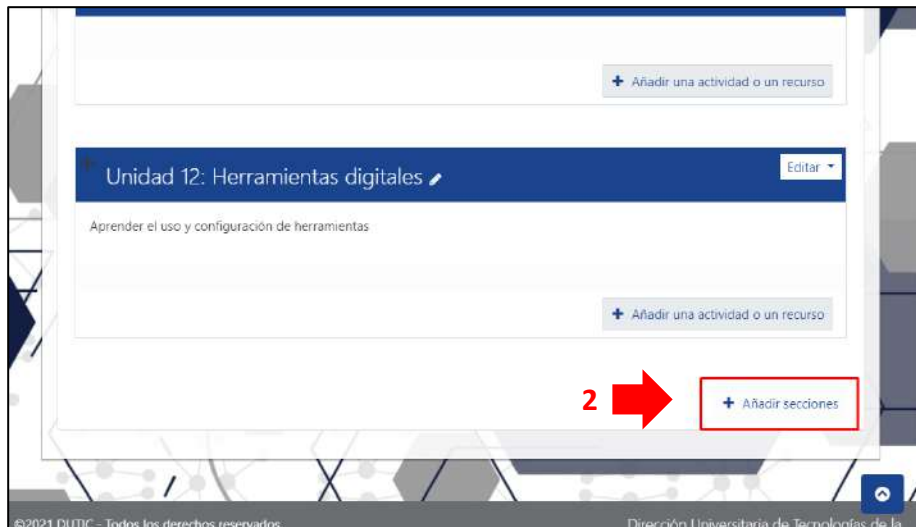 + Añadir una actividad o un recurso
Unidad 12: Herramientas digitales
Editar
Aprender el uso y configuración de herramientas
+ Añadir una actividad o un recurso
2
+ Añadir secciones
©2021 DUTIC - Todos los derechos reservados
Dirección Universitaria de Tecnologías de la